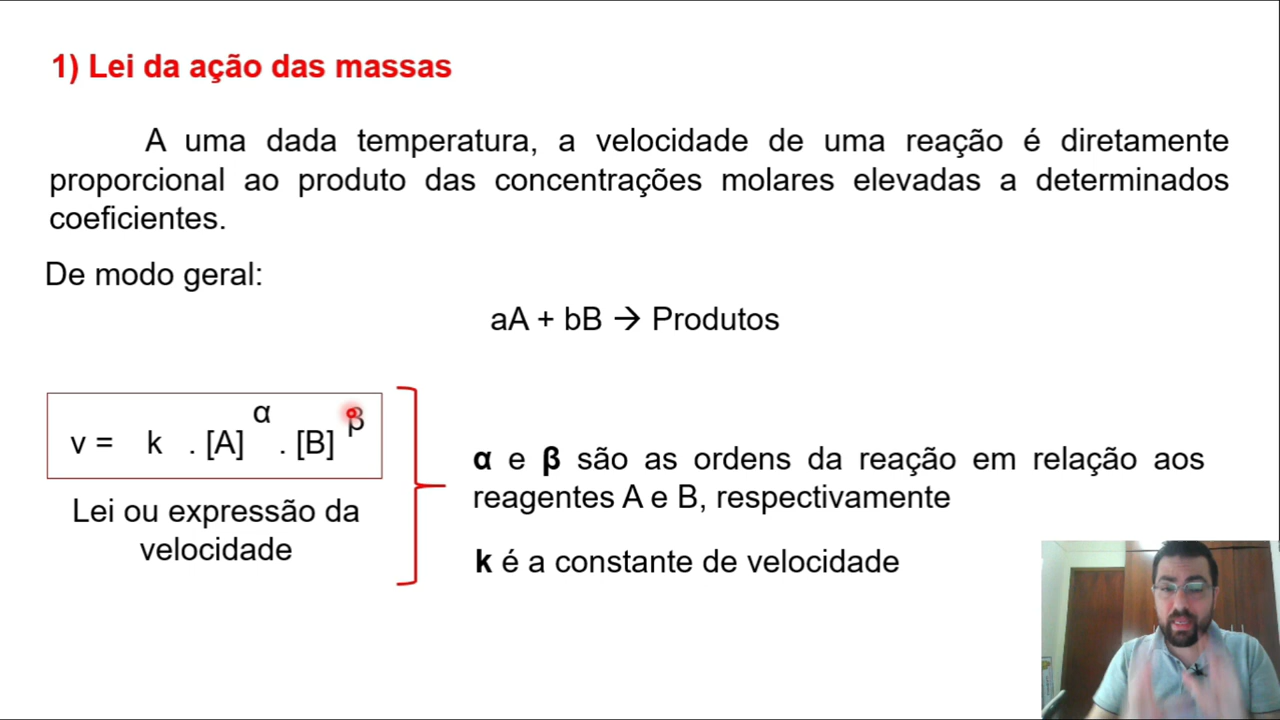 1) Lei da ação das massas
A uma dada temperatura, a velocidade de uma reação é diretamente
proporcional ao produto das concentrações molares elevadas a determinados
coeficientes.
De modo geral:
aA + bB → Produtos
v = k . [A]^α . [B]^β
Lei ou expressão da
velocidade
α e β são as ordens da reação em relação aos
reagentes A e B, respectivamente
k é a constante de velocidade